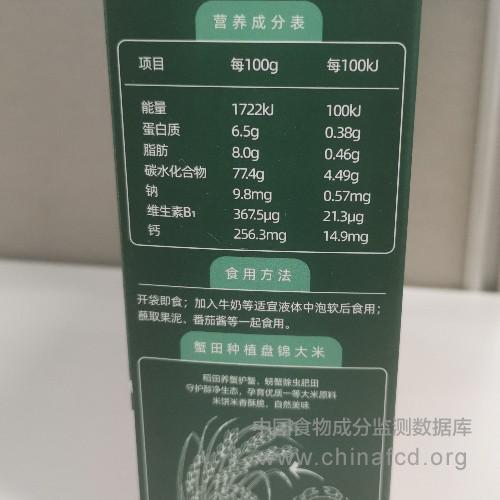 营养成分表
项目 每100g 每100kJ
能量 1722kJ 100kJ
蛋白质 6.5g 0.38g
脂肪 8.0g 0.46g
碳水化合物 77.4g 4.49g
钠 9.8mg 0.57mg
维生素B₁ 367.5μg 21.3μg
钙 256.3mg 14.9mg
食用方法
开袋即食；加入牛奶等适宜液体中泡软后食用；
蘸取果泥、番茄酱等一起食用。
蟹田种植盘锦大米
稻田养蟹护蟹，螃蟹除虫肥田
守护醇净生态，孕育优质一等大米原料
米饼米香酥脆，自然美味
中国食物成分监测数据库
www.chinafcd.org